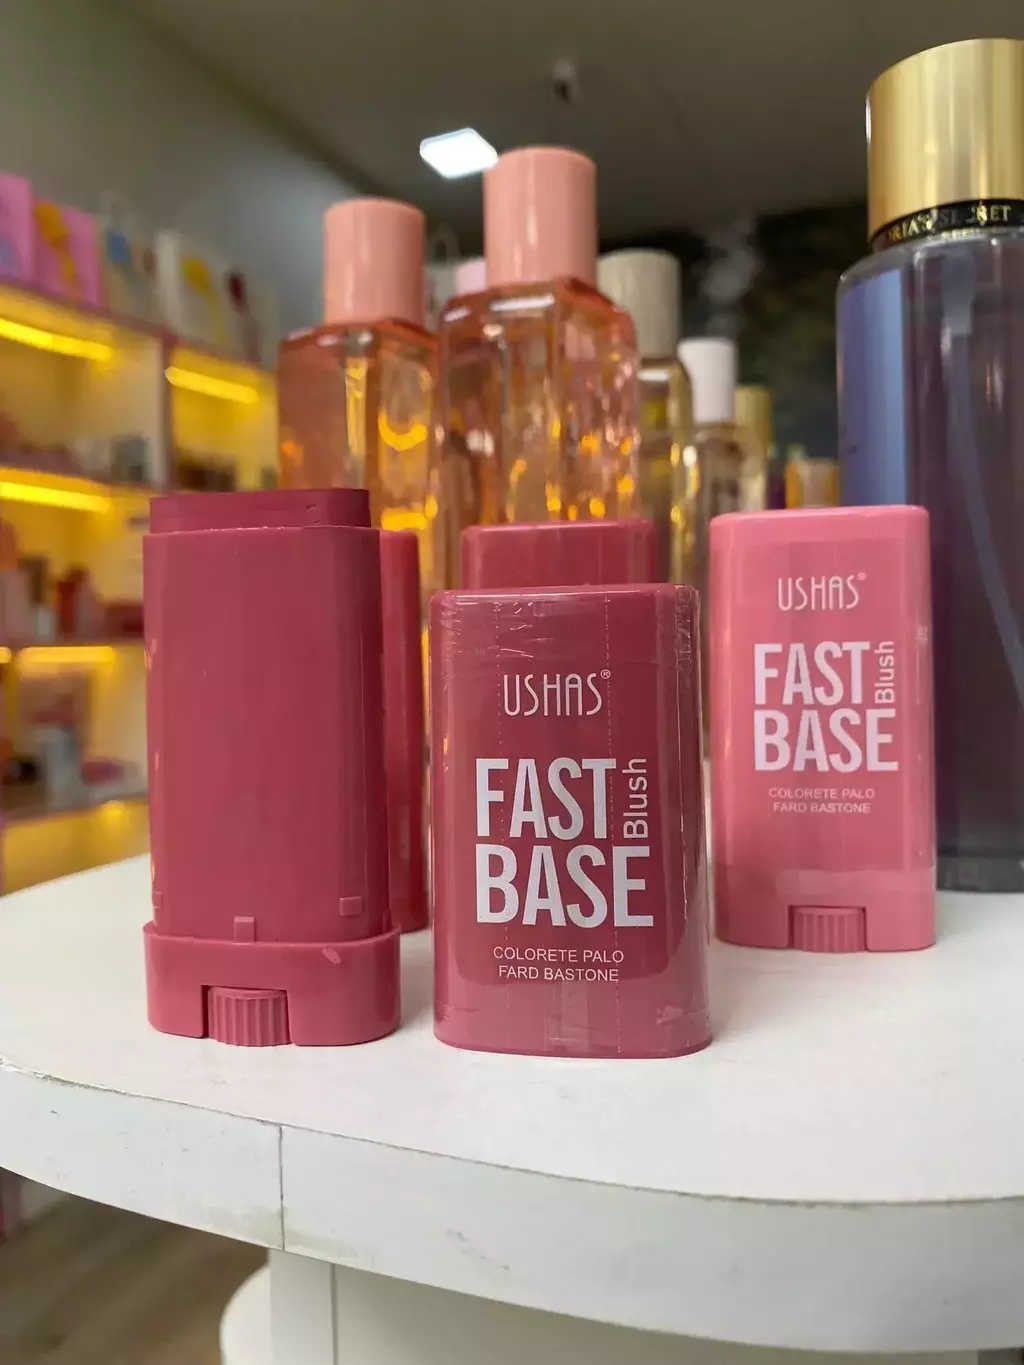 USHAS®
FAST
BASE
Blush
COLORETE PALO
FARD BASTONE
USHAS®
FAST
BASE
Blush
COLORETE PALO
FARD BASTONE